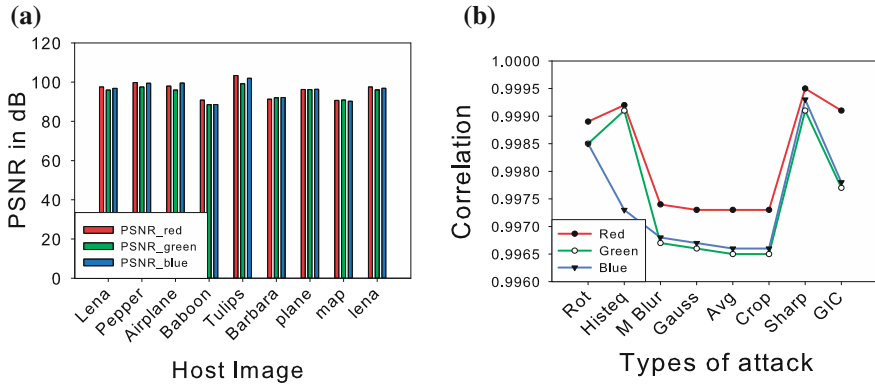 (a)
PSNR in dB
120
100
80
60
40
20
0
PSNR_red
PSNR_green
PSNR_blue
Lena
Pepper
Airplane
Baboon
Tulips
Barbara
plane
map
lena
Host Image
(b)
Correlation
1.0000
0.9995
0.9990
0.9985
0.9980
0.9975
0.9970
0.9965
0.9960
Red
Green
Blue
Rot
Histeq
M Blur
Gauss
Avg
Crop
Sharp
GIC
Types of attack